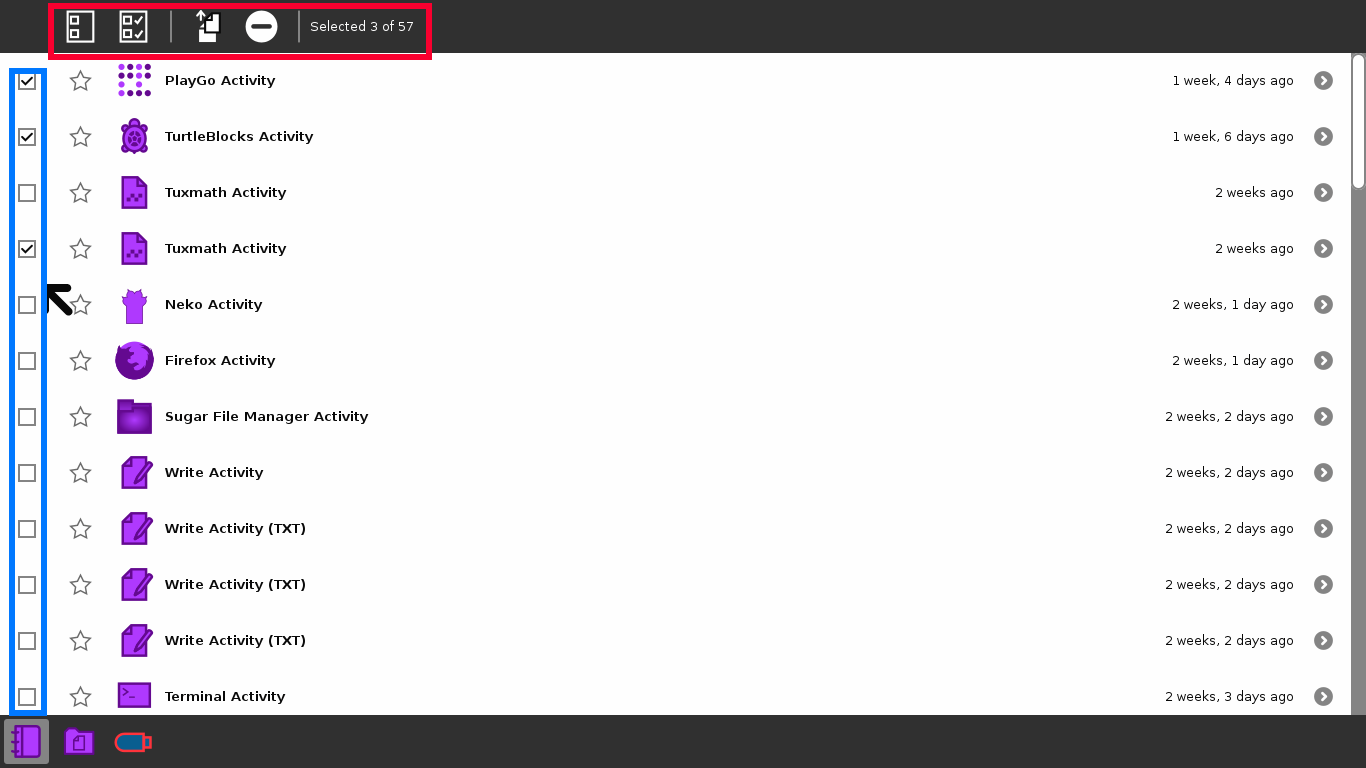 Selected 3 of 57
PlayGo Activity 1 week, 4 days ago
TurtleBlocks Activity 1 week, 6 days ago
Tuxmath Activity 2 weeks ago
Tuxmath Activity 2 weeks ago
Neko Activity 2 weeks, 1 day ago
Firefox Activity 2 weeks, 1 day ago
Sugar File Manager Activity 2 weeks, 2 days ago
Write Activity 2 weeks, 2 days ago
Write Activity (TXT) 2 weeks, 2 days ago
Write Activity (TXT) 2 weeks, 2 days ago
Write Activity (TXT) 2 weeks, 2 days ago
Terminal Activity 2 weeks, 3 days ago